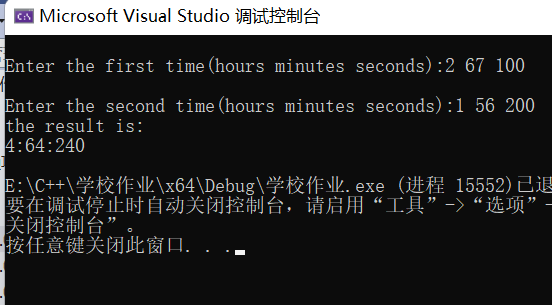 Microsoft Visual Studio 调试控制台
Enter the first time(hours minutes seconds):2 67 100
Enter the second time(hours minutes seconds):1 56 200
the result is:
4:64:240
E:\C++\学校作业\x64\Debug\学校作业.exe (进程 15552)已退
要在调试停止时自动关闭控制台，请启用“工具”->“选项”-
关闭控制台”。
按任意键关闭此窗口. . .